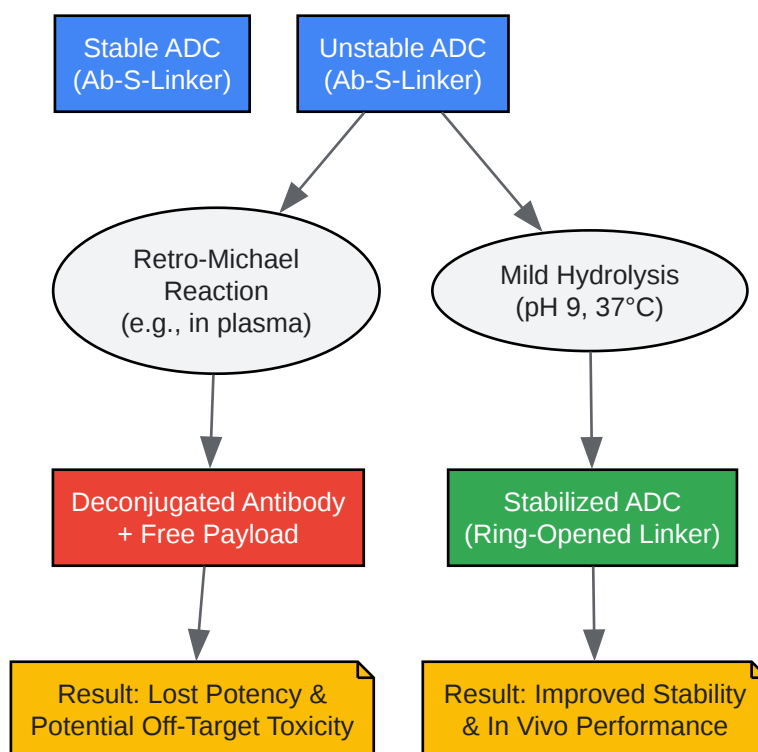 Stable ADC
(Ab-S-Linker)
Unstable ADC
(Ab-S-Linker)
Retro-Michael
Reaction
(e.g., in plasma)
Mild Hydrolysis
(pH 9, 37°C)
Deconjugated Antibody
+ Free Payload
Stabilized ADC
(Ring-Opened Linker)
Result: Lost Potency &
Potential Off-Target Toxicity
Result: Improved Stability
& In Vivo Performance